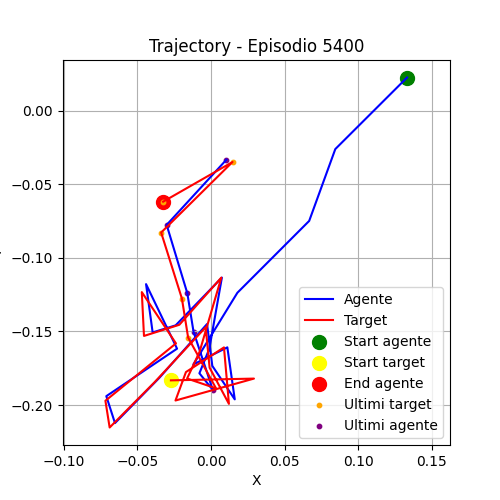 Trajectory - Episodio 5400
0.00
−0.05
−0.10
−0.15
−0.20
−0.10
−0.05
0.00
0.05
0.10
0.15
X
Agente
Target
Start agente
Start target
End agente
Ultimi target
Ultimi agente